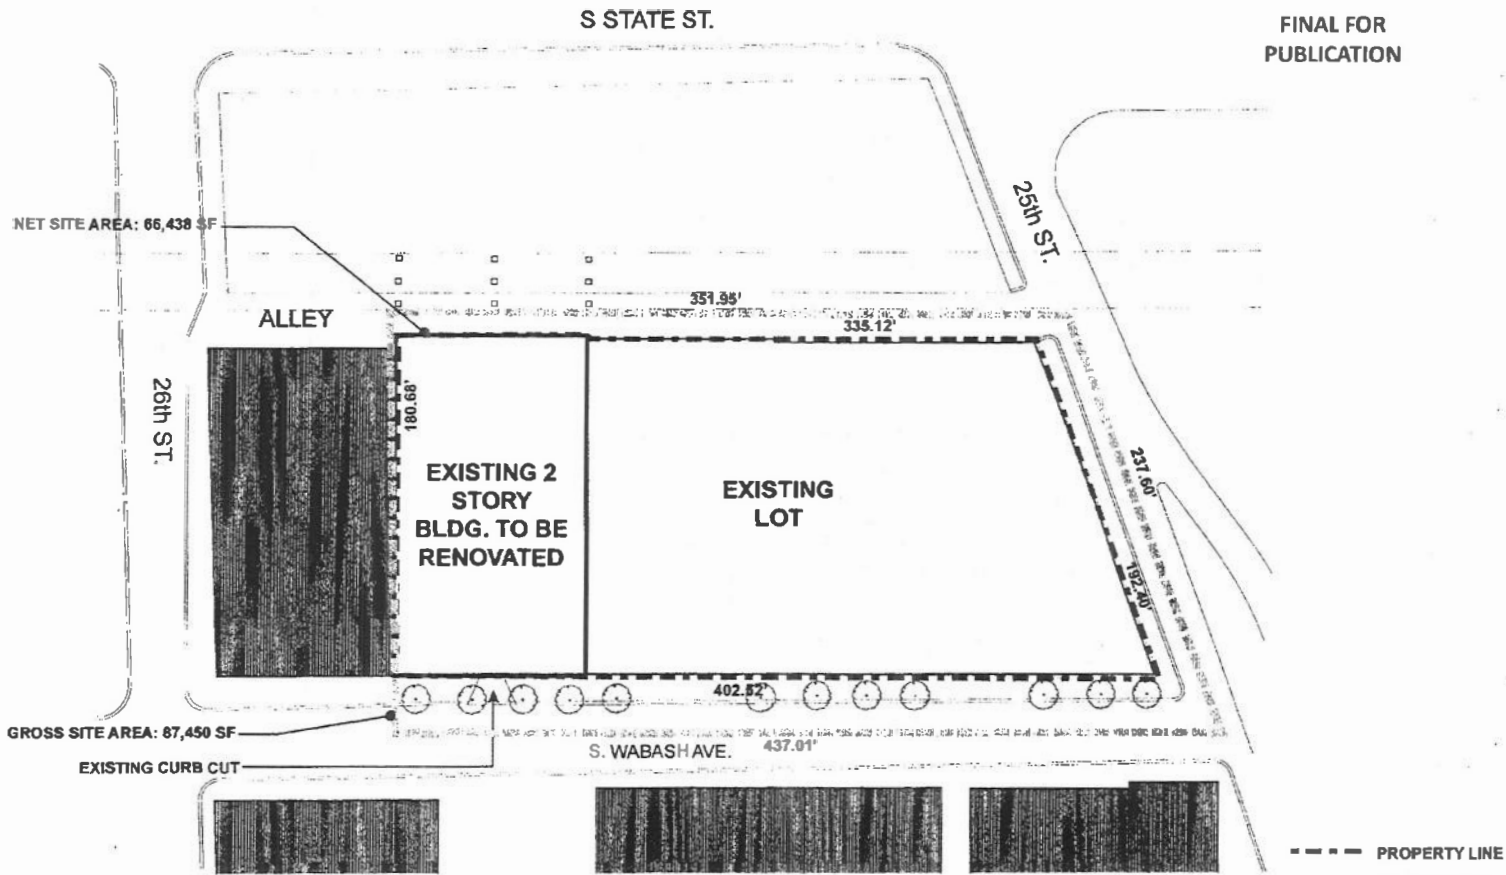 S STATE ST.
FINAL FOR
PUBLICATION
25th ST.
NET SITE AREA: 66,438 SF
ALLEY
351.95'
335.12'
26th ST.
180.68'
EXISTING 2
STORY
BLDG. TO BE
RENOVATED
EXISTING
LOT
237.60'
192.40'
402.52'
GROSS SITE AREA: 87,450 SF
S. WABASH AVE.
437.01'
EXISTING CURB CUT
PROPERTY LINE